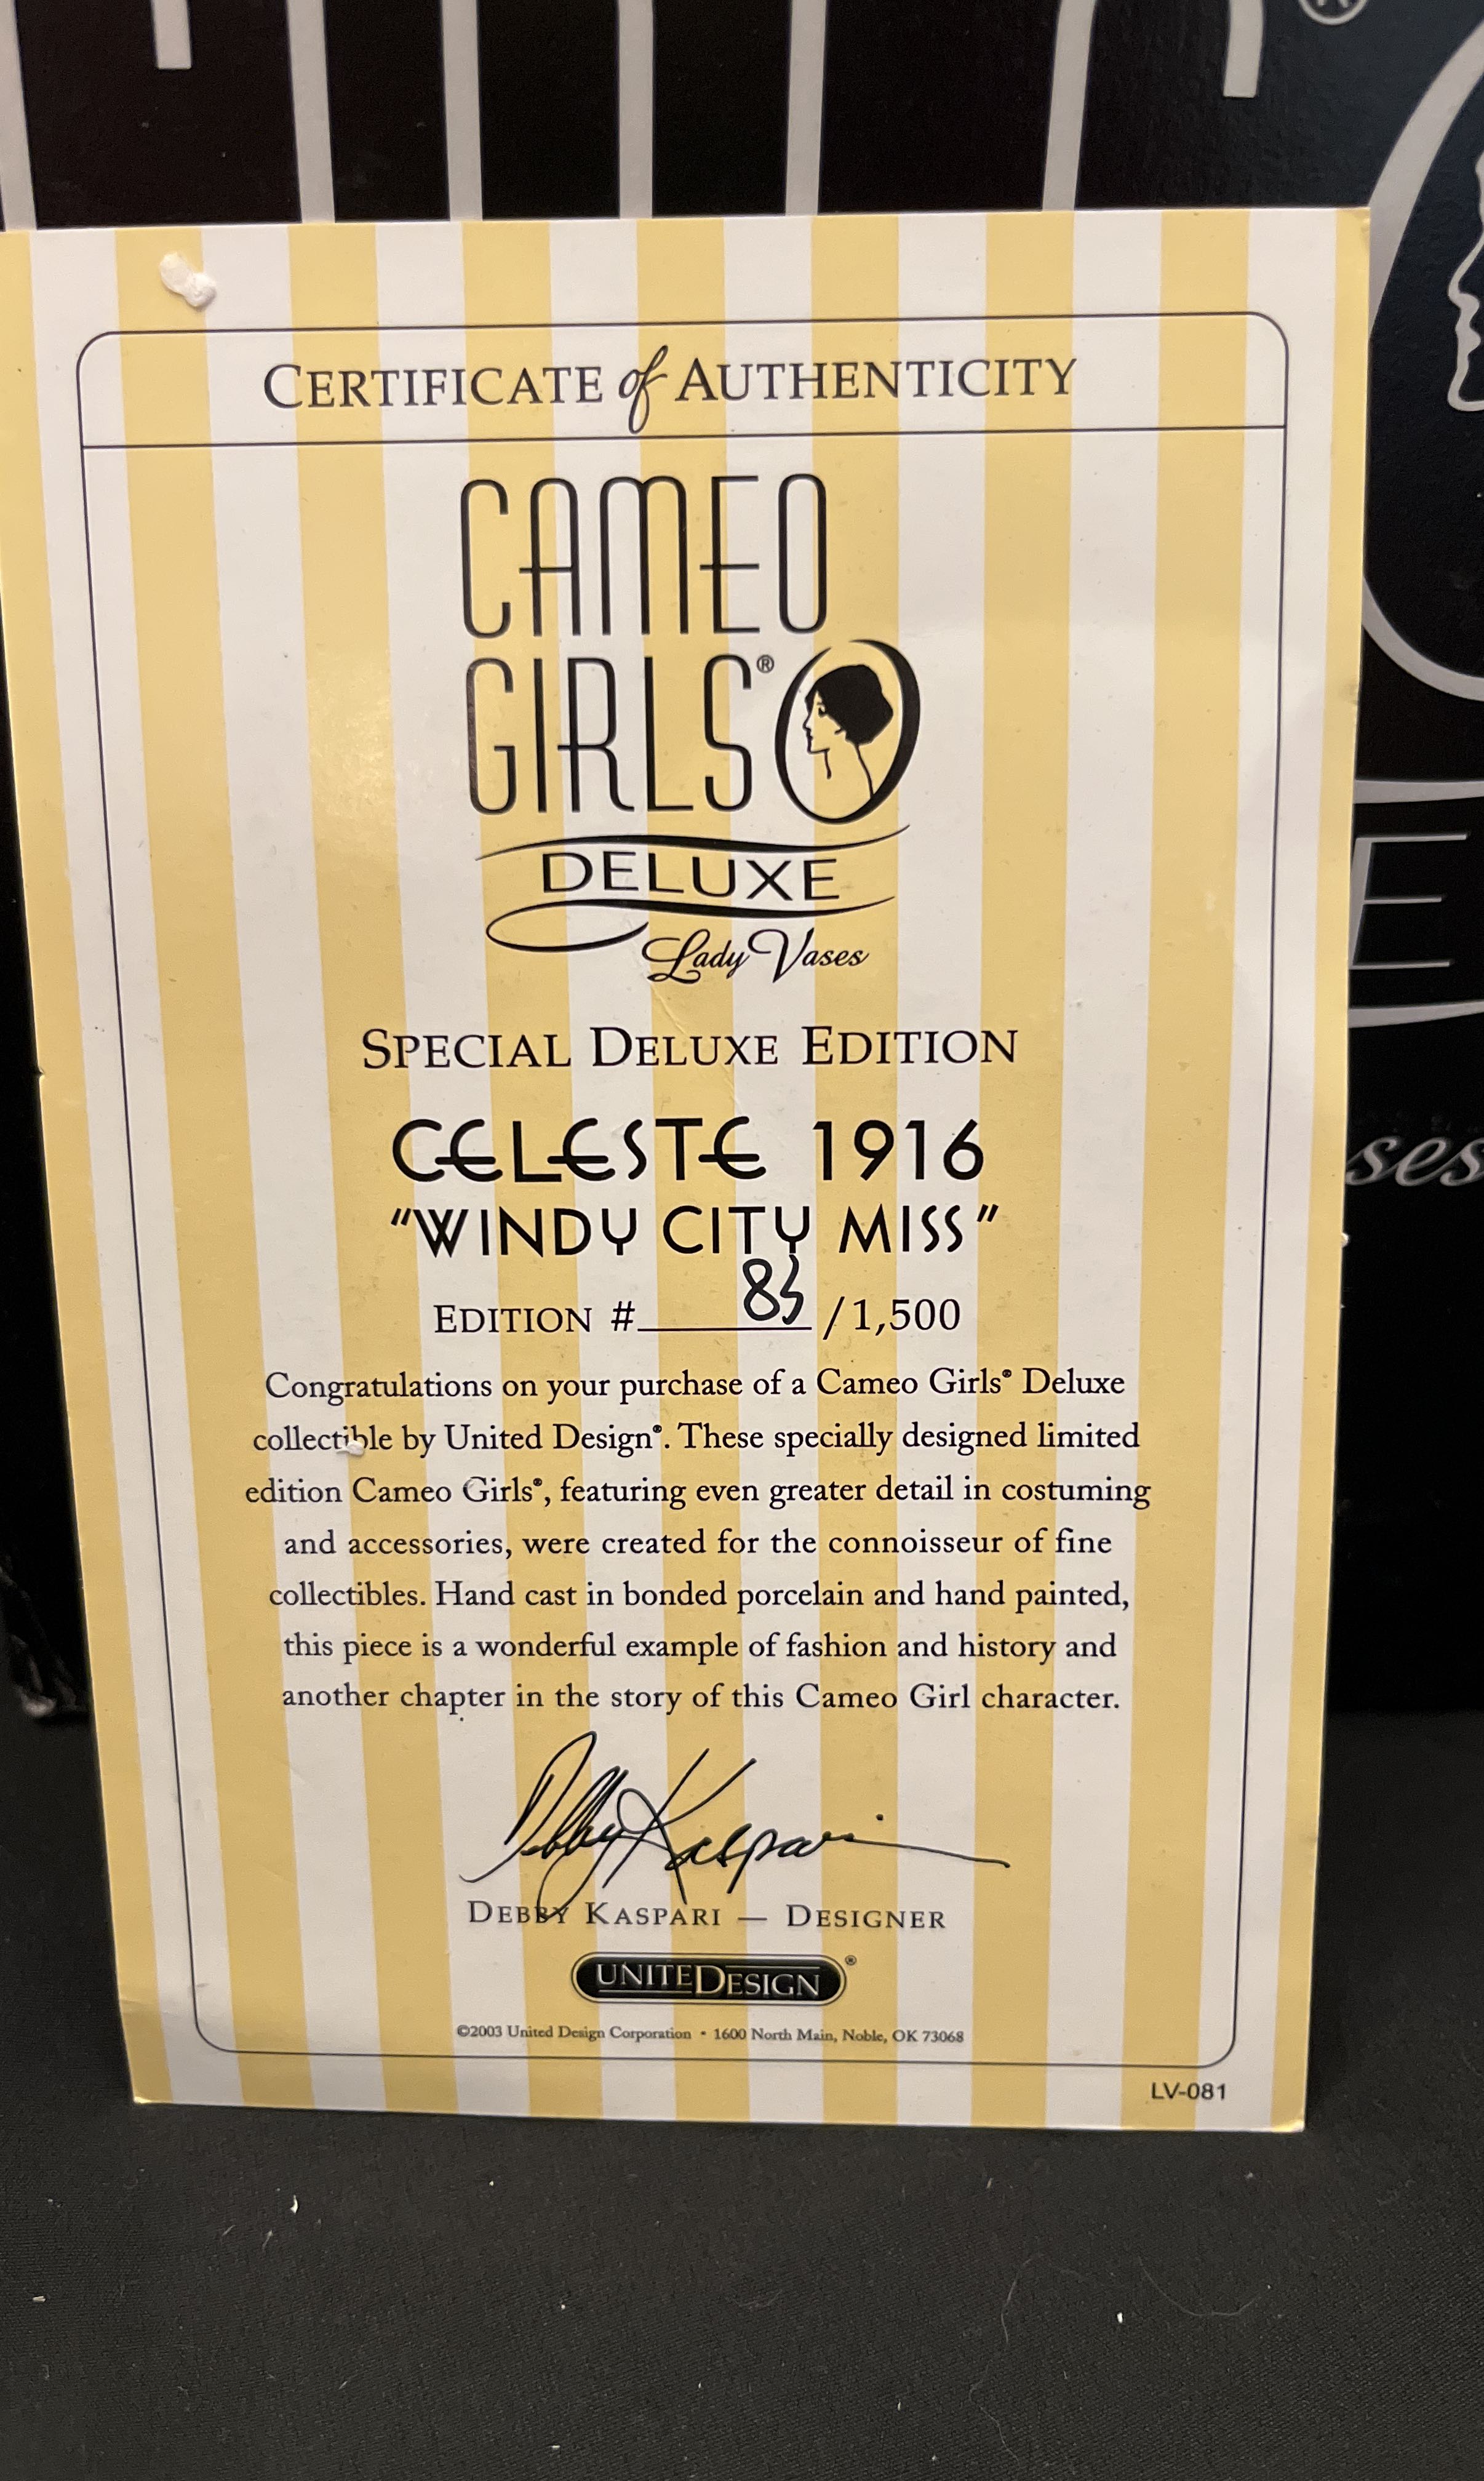 CERTIFICATE of AUTHENTICITY
CAMEO
GIRLS®
DELUXE
Lady Vases
SPECIAL DELUXE EDITION
CELESTE 1916
"WINDY CITY MISS"
EDITION # 85 /1,500
Congratulations on your purchase of a Cameo Girls® Deluxe
collectible by United Design®. These specially designed limited
edition Cameo Girls®, featuring even greater detail in costuming
and accessories, were created for the connoisseur of fine
collectibles. Hand cast in bonded porcelain and hand painted,
this piece is a wonderful example of fashion and history and
another chapter in the story of this Cameo Girl character.
Debby Kaspari
DEBBY KASPARI — DESIGNER
UNITEDDESIGN®
©2003 United Design Corporation • 1600 North Main, Noble, OK 73068
LV-081